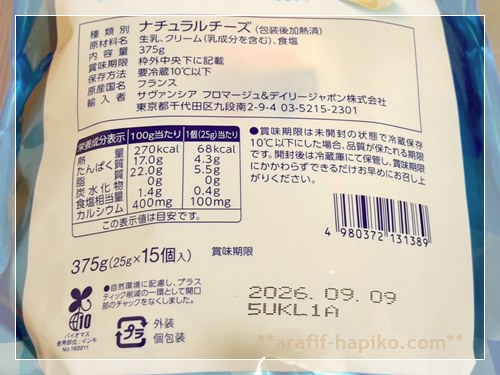 種類別 ナチュラルチーズ(包装後加熱済)
原材料名 生乳、クリーム(乳成分を含む)、食塩
内容量 375g
賞味期限 枠外中央下に記載
保存方法 要冷蔵10℃以下
原産国名 フランス
輸入者 サヴァンシア フロマージュ&デイリージャポン株式会社
東京都千代田区九段南2-9-4 03-5215-2301
栄養成分表示 100g当たり 1個(25g)当たり
熱量 270kcal 68kcal
たんぱく質 17.0g 4.3g
脂質 22.0g 5.5g
炭水化物 0g 0g
食塩相当量 1.4g 0.4g
カルシウム 400mg 100mg
この表示値は目安です。
●賞味期限は未開封の状態で冷蔵保存
10℃以下にした場合、品質が保たれる期限
です。開封後は冷蔵庫にて保管し、賞味期限
にかかわらずできるだけお早めにお召し上
がりください。
4 980372 131389
375g(25g×15個入) 賞味期限
●自然環境に配慮し、プラス
ティック削減の一環として開口
部のチャックをなくしました。
2026.09.09
5UKL1A
10
バイオマス
使用部位:インキ
No.160011
プラ
外装
個包装
**arafif-hapiko.com**